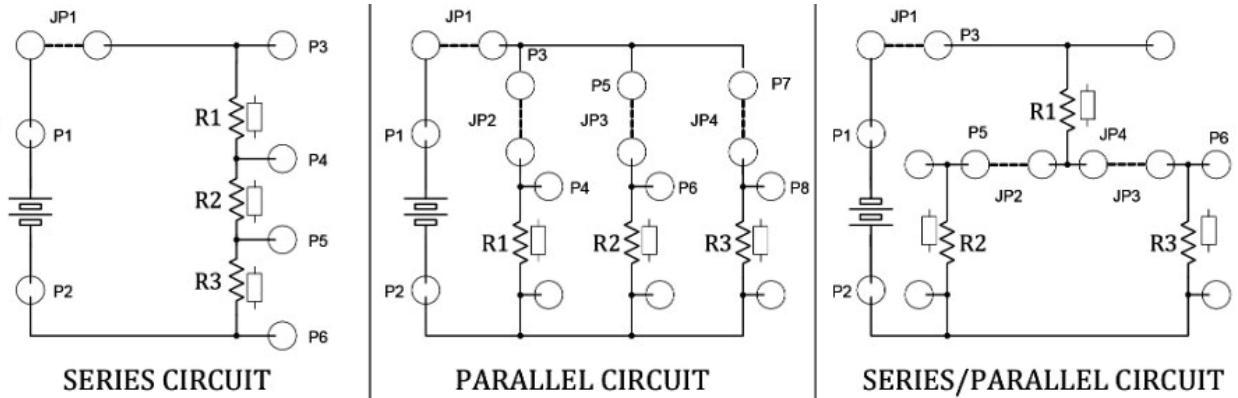 JP1
P3
R1
P1
P4
R2
P5
R3
P2
P6
SERIES CIRCUIT
JP1
P3
P5
P7
P1
JP2
JP3
JP4
P4
P6
P8
R1
R2
R3
P2
PARALLEL CIRCUIT
JP1
P3
R1
P1
P5
JP4
P6
JP2
JP3
R2
R3
P2
SERIES/PARALLEL CIRCUIT